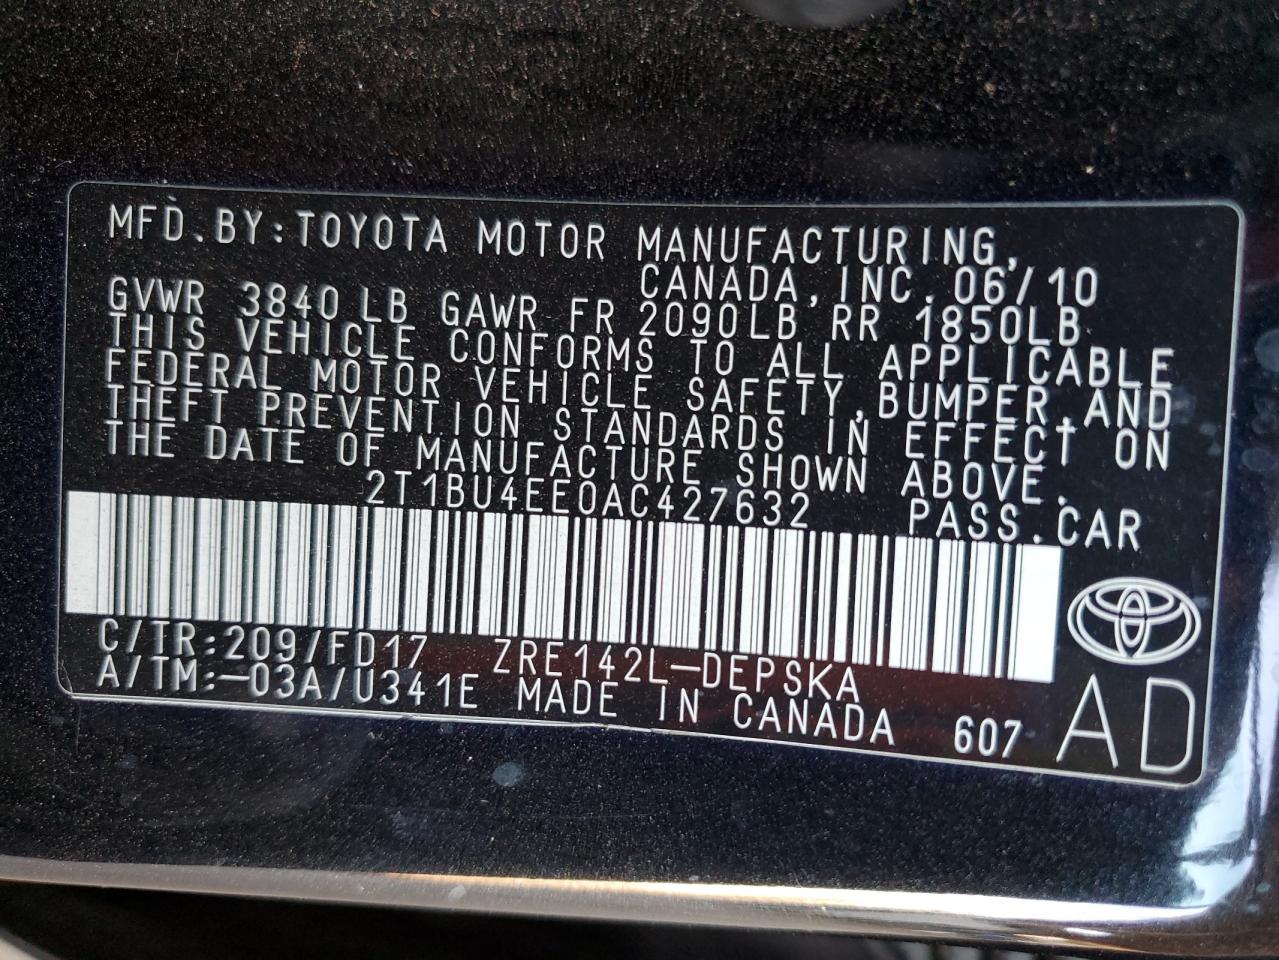 MFD.BY:TOYOTA MOTOR MANUFACTURING,
CANADA,INC.06/10
GVWR 3840LB GAWR FR 2090LB RR 1850LB
THIS VEHICLE CONFORMS TO ALL APPLICABLE
FEDERAL MOTOR VEHICLE SAFETY,BUMPER,AND
THEFT PREVENTION STANDARDS IN EFFECT ON
THE DATE OF MANUFACTURE SHOWN ABOVE.
2T1BU4EE0AC427632 PASS.CAR
C/TR:209/FD17 ZRE142L-DEPSKA
A/TM:-03A/U341E MADE IN CANADA 607
AD